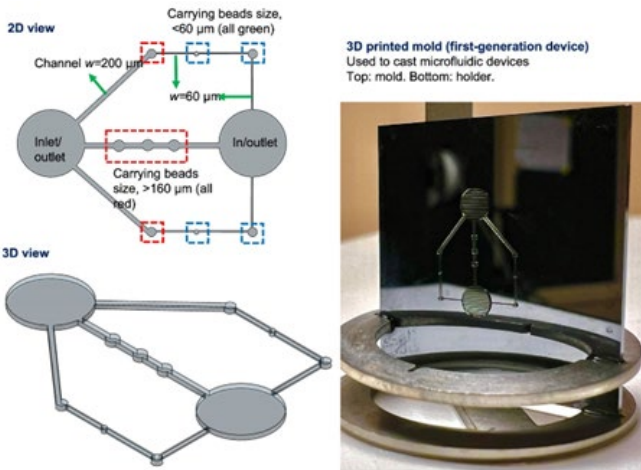 2D view
Carrying beads size,
<60 μm (all green)
Channel w=200 μm
w=60 μm
Inlet/
outlet
In/outlet
Carrying beads
size, >160 μm (all
red)
3D view
3D printed mold (first-generation device)
Used to cast microfluidic devices
Top: mold. Bottom: holder.